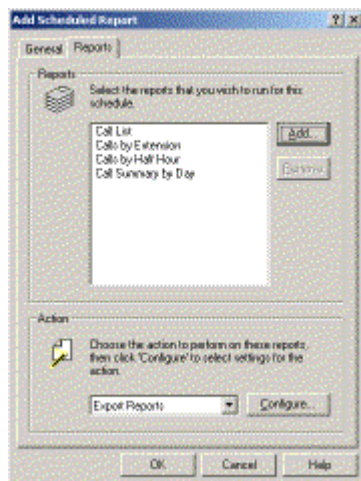 Add Scheduled Report
General
Reports
Reports
Select the reports that you wish to run for this
schedule.
Call List
Calls by Extension
Calls by Half Hour
Call Summary by Day
Add...
Remove
Action
Choose the action to perform on these reports,
then click 'Configure' to select settings for the
action.
Export Reports
Configure...
OK
Cancel
Help